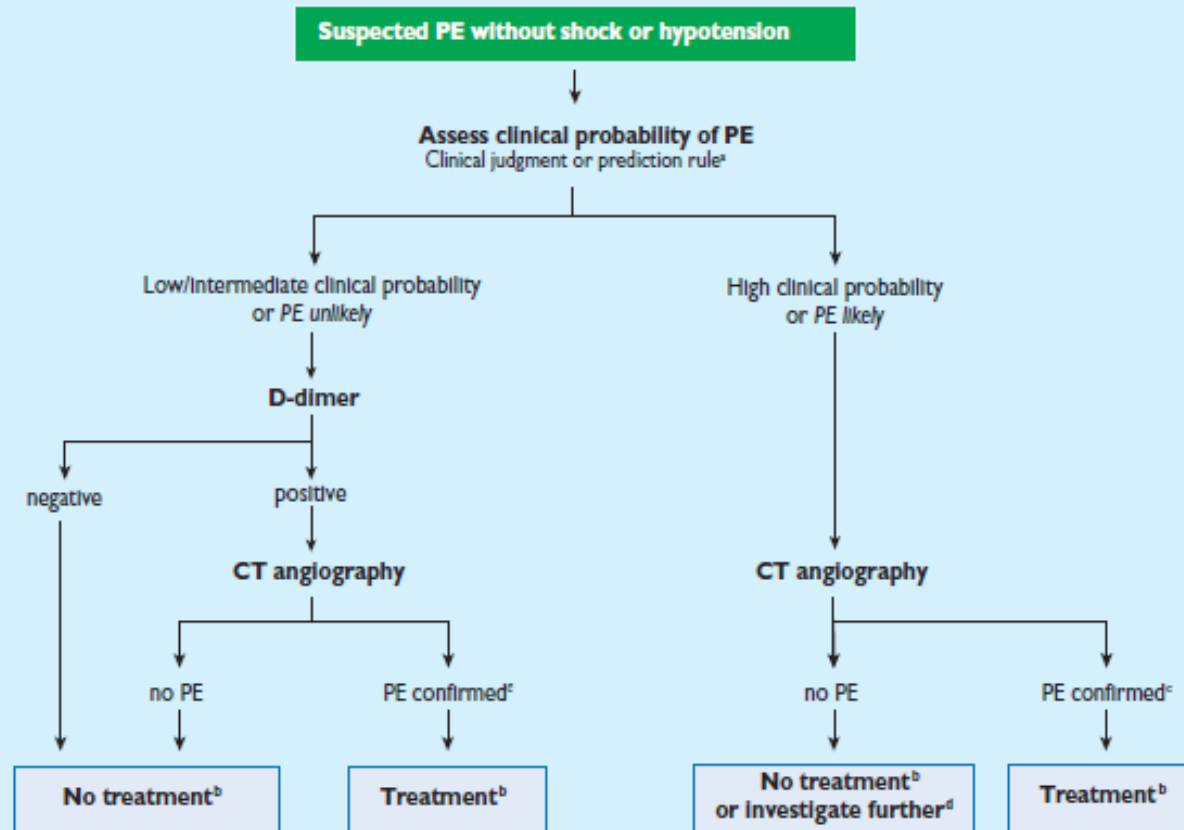 Suspected PE without shock or hypotension
Assess clinical probability of PE
Clinical judgment or prediction ruleᵃ
Low/intermediate clinical probability
or PE unlikely
High clinical probability
or PE likely
D-dimer
negative
positive
CT angiography
CT angiography
no PE
PE confirmedᶜ
no PE
PE confirmedᶜ
No treatmentᵇ
Treatmentᵇ
No treatmentᵇ
or investigate furtherᵈ
Treatmentᵇ